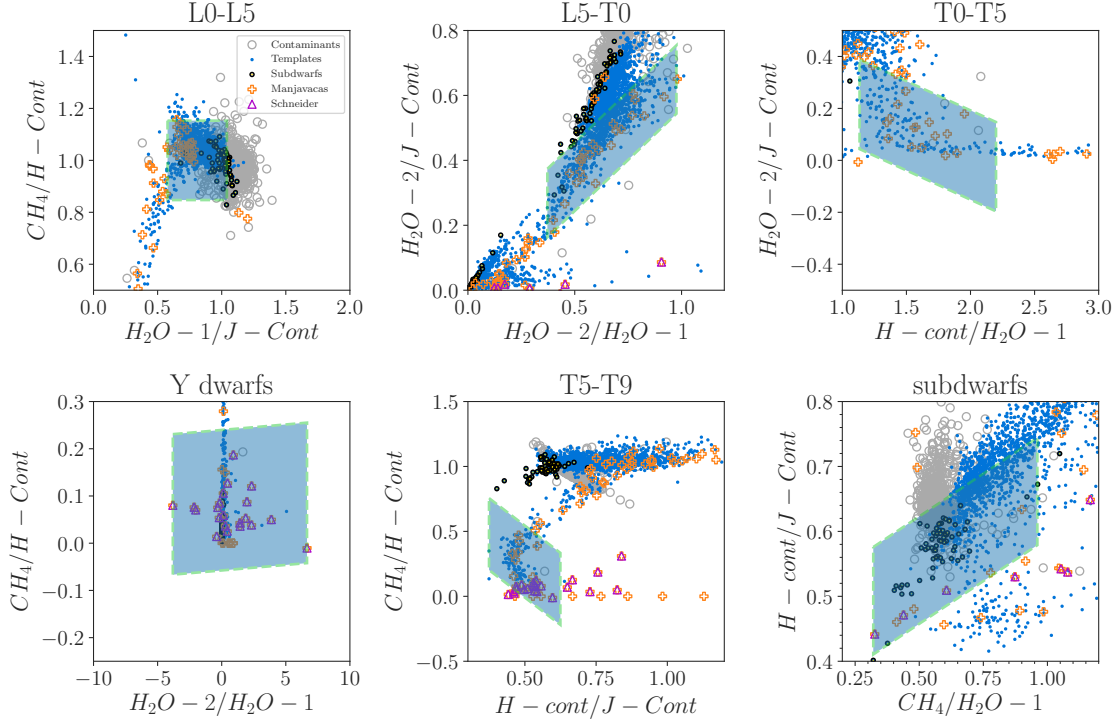 L0-L5
L5-T0
T0-T5
CH₄/H − Cont
1.4
1.2
1.0
0.8
0.6
0.0 0.5 1.0 1.5 2.0
H₂O − 1/J − Cont
Contaminants
Templates
Subdwarfs
Manjavacas
Schneider
H₂O − 2/J − Cont
0.8
0.6
0.4
0.2
0.0
0.0 0.5 1.0
H₂O − 2/H₂O − 1
H₂O − 2/J − Cont
0.4
0.2
0.0
−0.2
−0.4
1.0 1.5 2.0 2.5 3.0
H − cont/H₂O − 1
Y dwarfs
T5-T9
subdwarfs
CH₄/H − Cont
0.3
0.2
0.1
0.0
−0.1
−0.2
−10 −5 0 5 10
H₂O − 2/H₂O − 1
CH₄/H − Cont
1.5
1.0
0.5
0.0
−0.5
0.50 0.75 1.00
H − cont/J − Cont
H − cont/J − Cont
0.8
0.7
0.6
0.5
0.4
0.25 0.50 0.75 1.00
CH₄/H₂O − 1